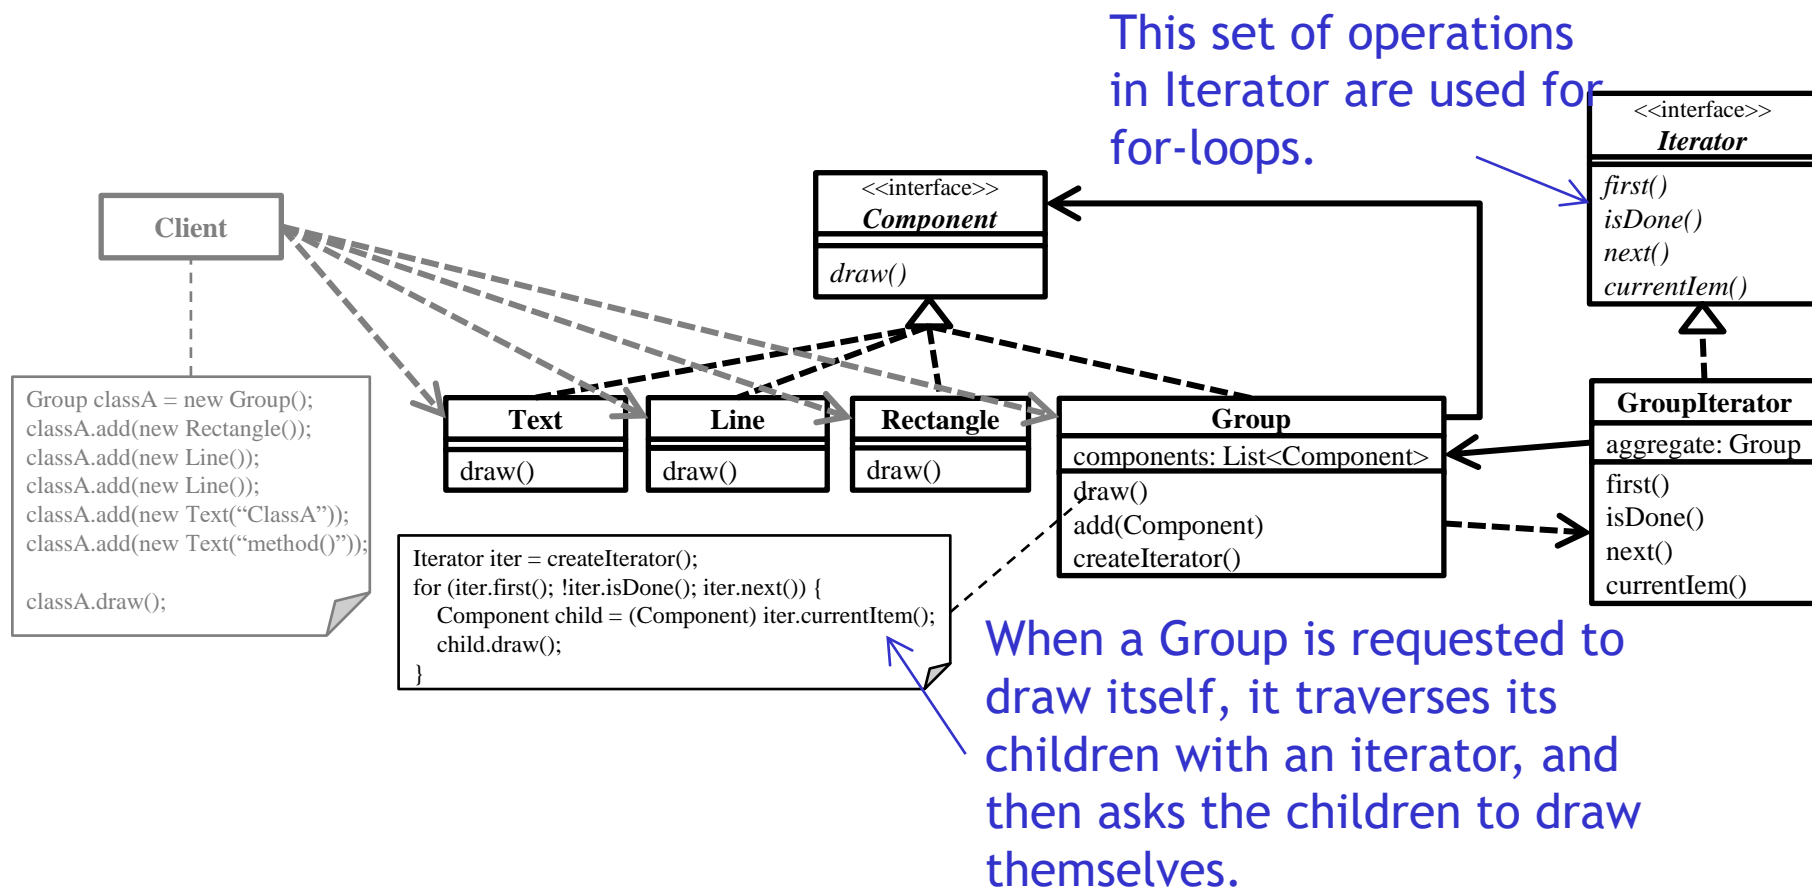 This set of operations
in Iterator are used for
for-loops.
<<interface>>
Iterator
first()
isDone()
next()
currentIem()
<<interface>>
Component
draw()
Client
Group classA = new Group();
classA.add(new Rectangle());
classA.add(new Line());
classA.add(new Line());
classA.add(new Text(“ClassA”));
classA.add(new Text(“method()”));
classA.draw();
Text
draw()
Line
draw()
Rectangle
draw()
Group
components: List<Component>
draw()
add(Component)
createIterator()
GroupIterator
aggregate: Group
first()
isDone()
next()
currentIem()
Iterator iter = createIterator();
for (iter.first(); !iter.isDone(); iter.next()) {
Component child = (Component) iter.currentItem();
child.draw();
}
When a Group is requested to
draw itself, it traverses its
children with an iterator, and
then asks the children to draw
themselves.